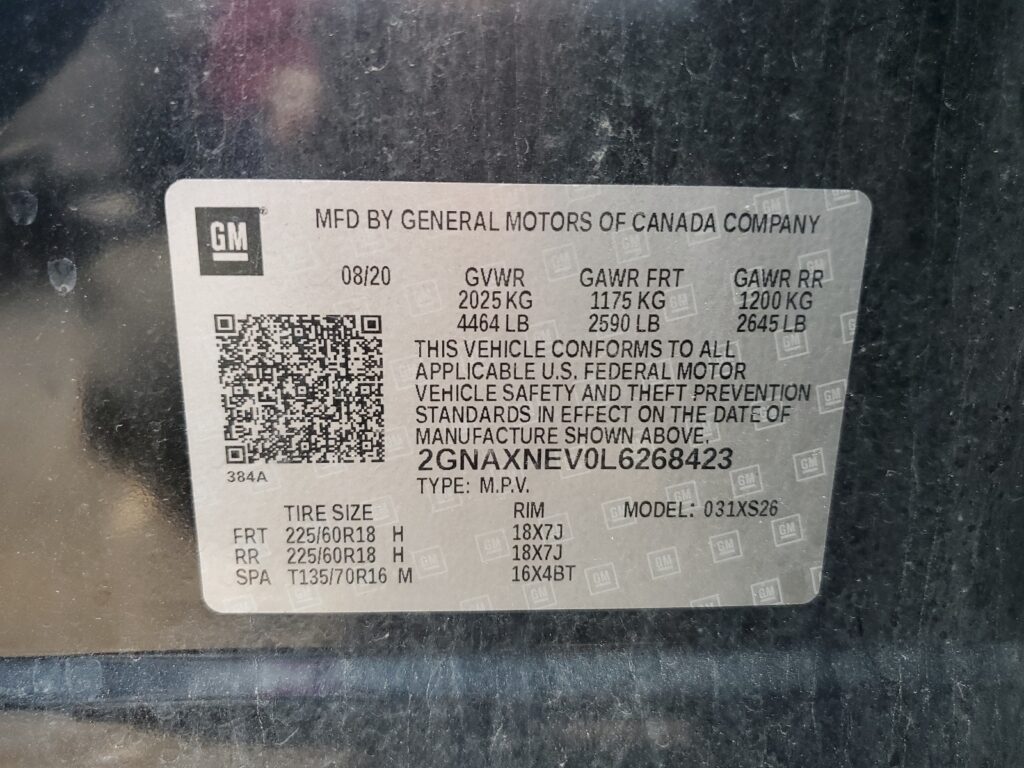 GM
MFD BY GENERAL MOTORS OF CANADA COMPANY
08/20 GVWR GAWR FRT GAWR RR
2025 KG 1175 KG 1200 KG
4464 LB 2590 LB 2645 LB
THIS VEHICLE CONFORMS TO ALL
APPLICABLE U.S. FEDERAL MOTOR
VEHICLE SAFETY AND THEFT PREVENTION
STANDARDS IN EFFECT ON THE DATE OF
MANUFACTURE SHOWN ABOVE.
2GNAXNEV0L6268423
384A
TYPE: M.P.V.
TIRE SIZE RIM MODEL: 031XS26
FRT 225/60R18 H 18X7J
RR 225/60R18 H 18X7J
SPA T135/70R16 M 16X4BT